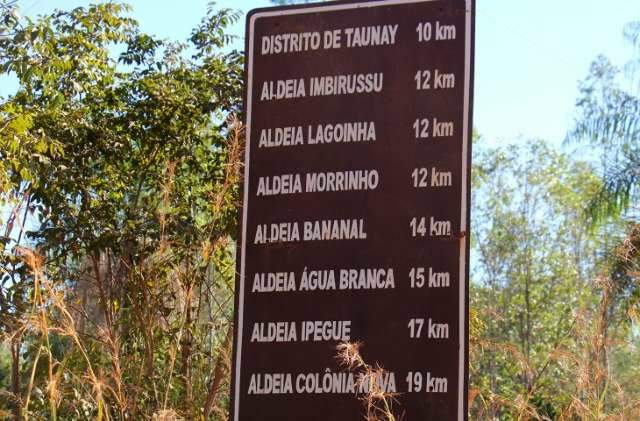 DISTRITO DE TAUNAY 10 km
ALDEIA IMBIRUSSU 12 km
ALDEIA LAGOINHA 12 km
ALDEIA MORRINHO 12 km
ALDEIA BANANAL 14 km
ALDEIA ÁGUA BRANCA 15 km
ALDEIA IPEGUE 17 km
ALDEIA COLÔNIA NOVA 19 km